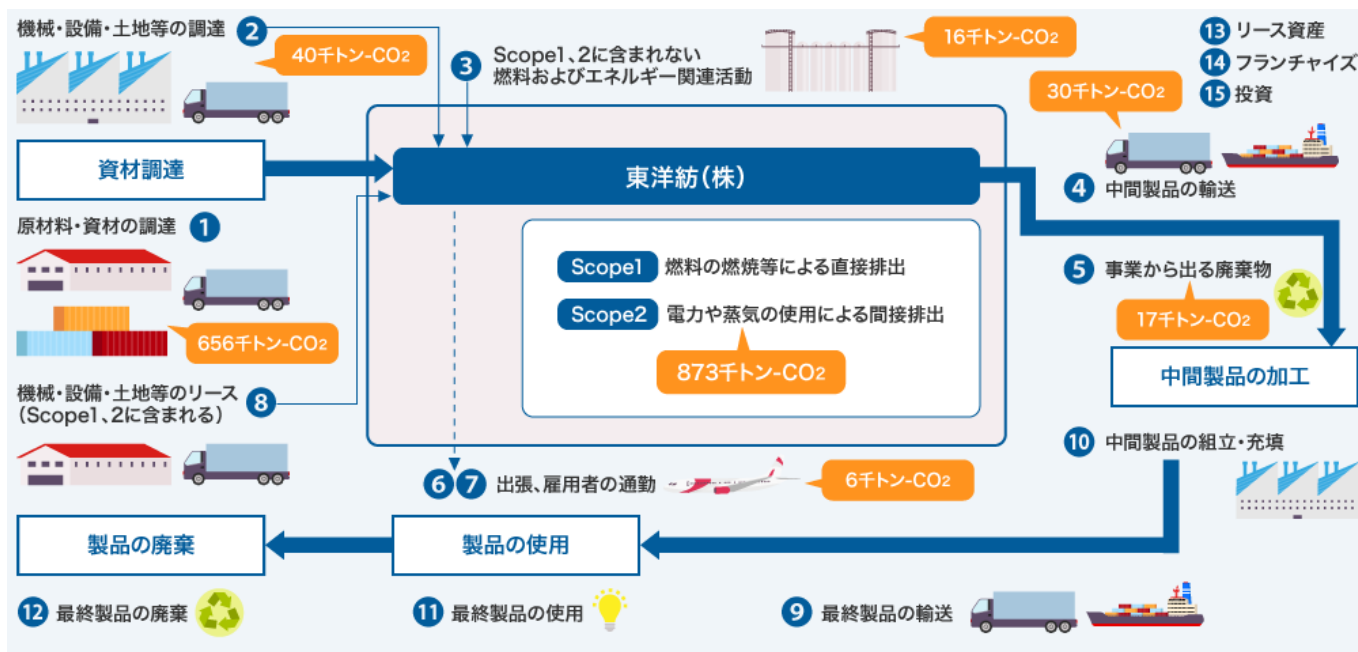 機械・設備・土地等の調達 2
40千トン-CO2
3 Scope1、2に含まれない
燃料およびエネルギー関連活動
16千トン-CO2
13 リース資産
14 フランチャイズ
15 投資
30千トン-CO2
資材調達
東洋紡(株)
4 中間製品の輸送
原材料・資材の調達 1
656千トン-CO2
Scope1 燃料の燃焼等による直接排出
Scope2 電力や蒸気の使用による間接排出
873千トン-CO2
5 事業から出る廃棄物
17千トン-CO2
中間製品の加工
機械・設備・土地等のリース
(Scope1、2に含まれる) 8
10 中間製品の組立・充填
6 7 出張、雇用者の通勤
6千トン-CO2
製品の廃棄
製品の使用
12 最終製品の廃棄
11 最終製品の使用
9 最終製品の輸送